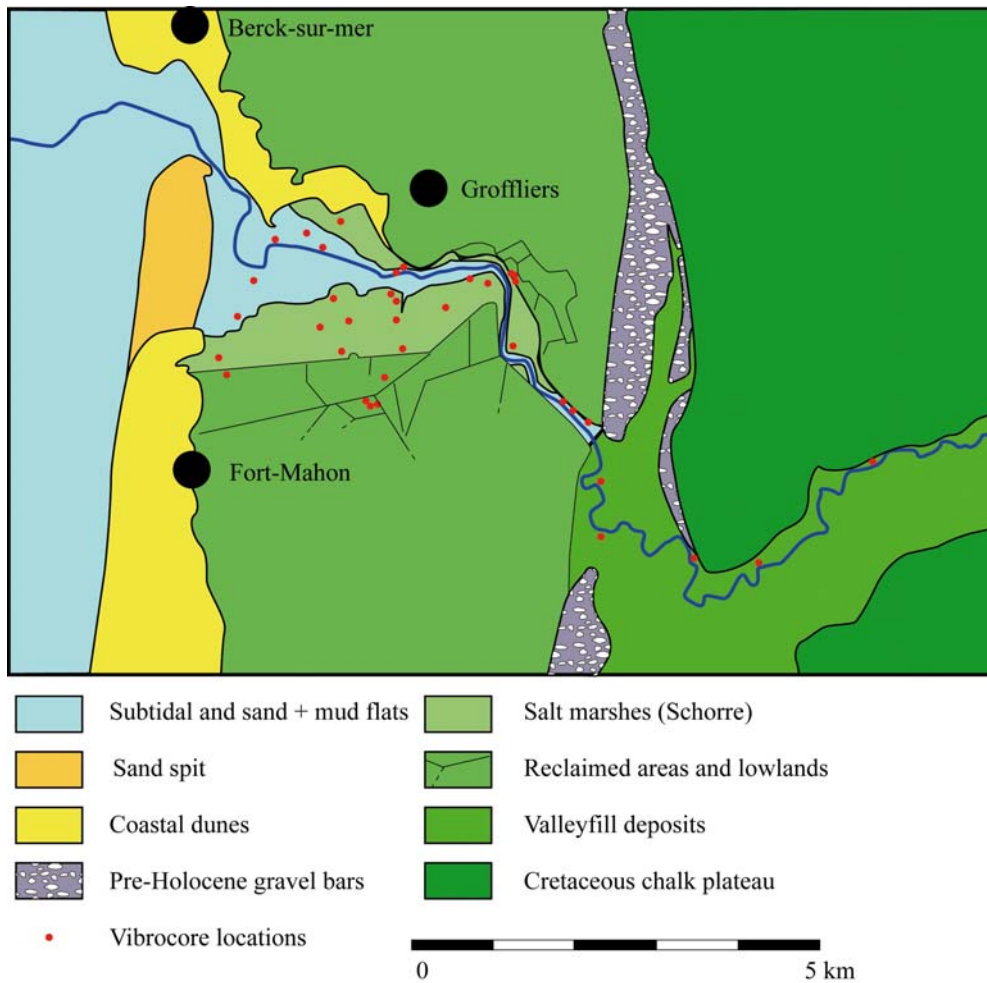 Berck-sur-mer
Groffliers
Fort-Mahon
Subtidal and sand + mud flats
Salt marshes (Schorre)
Sand spit
Reclaimed areas and lowlands
Coastal dunes
Valleyfill deposits
Pre-Holocene gravel bars
Cretaceous chalk plateau
Vibrocore locations
0 5 km